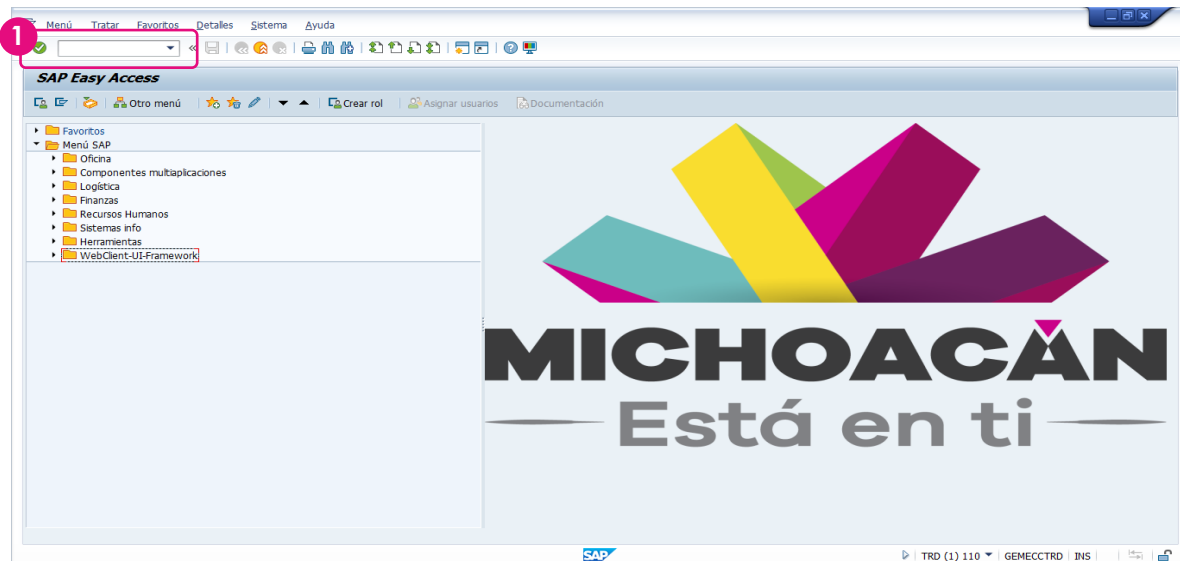 1
Menú Tratar Favoritos Detalles Sistema Ayuda
SAP Easy Access
Otro menú Crear rol Asignar usuarios Documentación
Favoritos
Menú SAP
Oficina
Componentes multiaplicaciones
Logística
Finanzas
Recursos Humanos
Sistemas info
Herramientas
WebClient-UI-Framework
MICHOACÁN
Está en ti
SAP
TRD (1) 110 GEMECCTRD INS